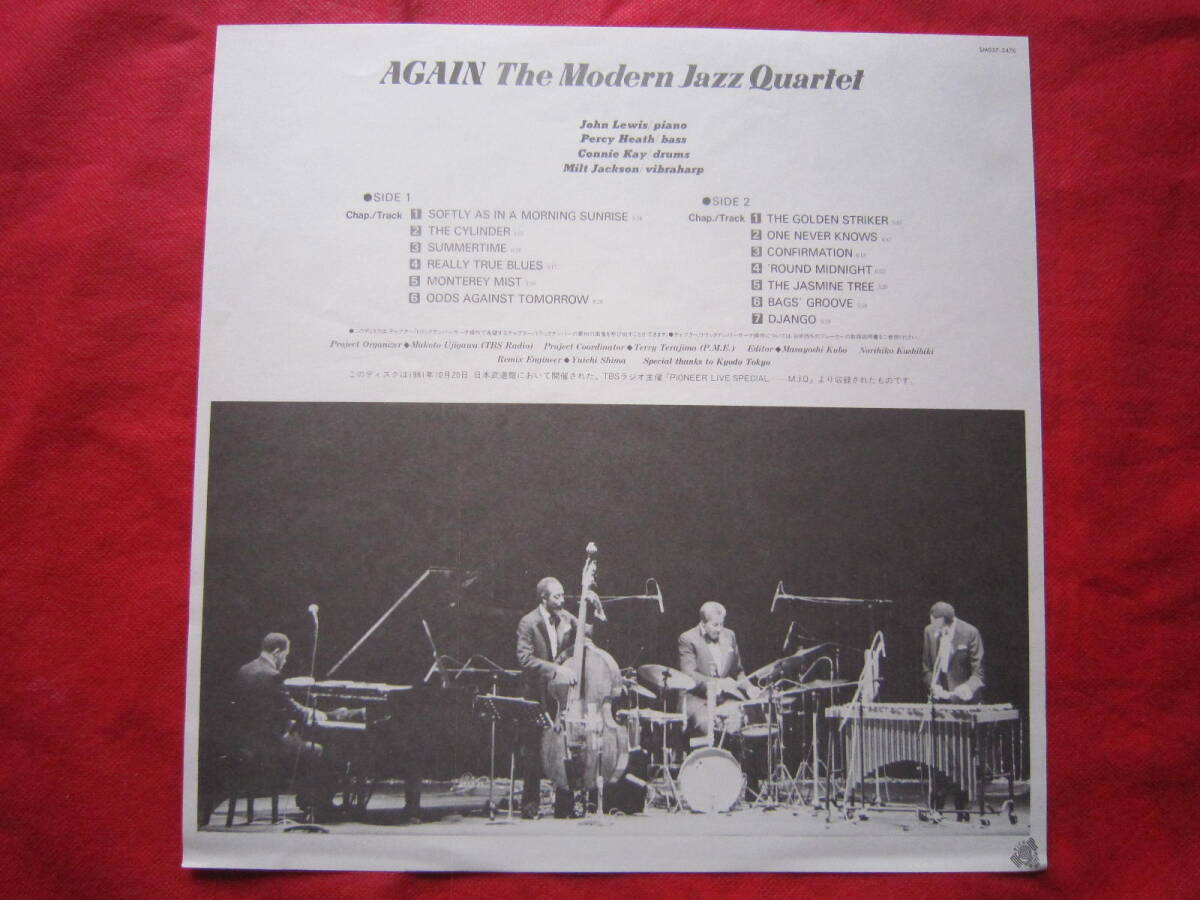 SM037-3476
AGAIN The Modern Jazz Quartet
John Lewis/piano
Percy Heath/bass
Connie Kay/drums
Milt Jackson/vibraharp
●SIDE 1
Chap./Track 1 SOFTLY AS IN A MORNING SUNRISE
2 THE CYLINDER
3 SUMMERTIME
4 REALLY TRUE BLUES
5 MONTEREY MIST
6 ODDS AGAINST TOMORROW
●SIDE 2
Chap./Track 1 THE GOLDEN STRIKER
2 ONE NEVER KNOWS
3 CONFIRMATION
4 'ROUND MIDNIGHT
5 THE JASMINE TREE
6 BAGS' GROOVE
7 DJANGO
Project Organizer◆Makoto Ujigawa (TBS Radio) Project Coordinator◆Terry Terajima (P.M.E.) Editor◆Masayoshi Kubo Norihiko Kushibiki
Remix Engineer◆Yuichi Shima Special thanks to Kyodo Tokyo
このディスクは1981年10月20日 日本武道館において開催された、TBSラジオ主催「PIONEER LIVE SPECIAL……M.J.Q」より収録されたものです。